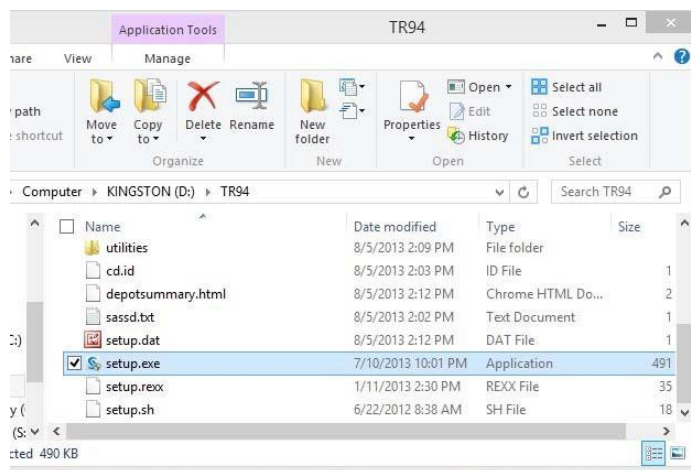 Application Tools TR94
hare View Manage
path
shortcut
Move to Copy to Delete Rename New folder Properties Open Edit History Select all Select none Invert selection
Organize New Open Select
Computer KINGSTON (D:) TR94 Search TR94
Name Date modified Type Size
utilities 8/5/2013 2:09 PM File folder
cd.id 8/5/2013 2:03 PM ID File 1
depotsummary.html 8/5/2013 2:12 PM Chrome HTML Do... 2
sassd.txt 8/5/2013 2:02 PM Text Document 1
C:) setup.dat 8/5/2013 2:12 PM DAT File 1
setup.exe 7/10/2013 10:01 PM Application 491
setup.rexx 1/11/2013 2:30 PM REXX File 35
y ( setup.sh 6/22/2012 8:38 AM SH File 18
(S:
cted 490 KB